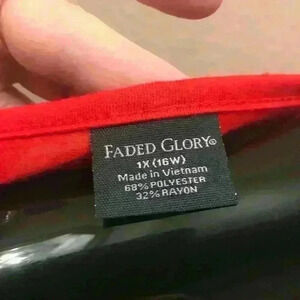 FADED GLORY®
1X (16W)
Made in Vietnam
68% POLYESTER
32% RAYON